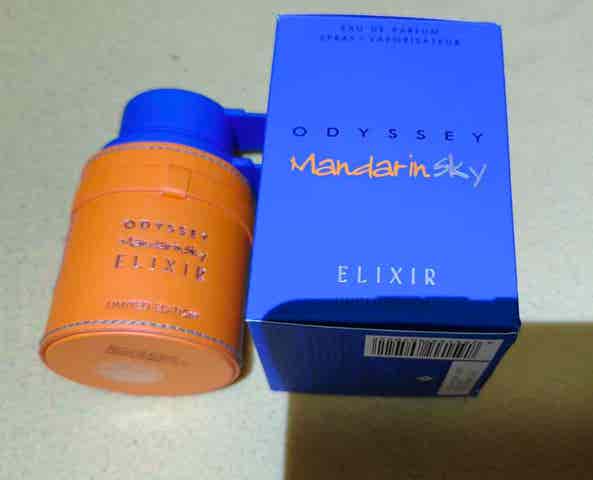 EAU DE PARFUM
SPRAY - VAPORISATEUR
ODYSSEY
Mandarin Sky
ELIXIR
ODYSSEY
Mandarin Sky
ELIXIR
LIMITED EDITION